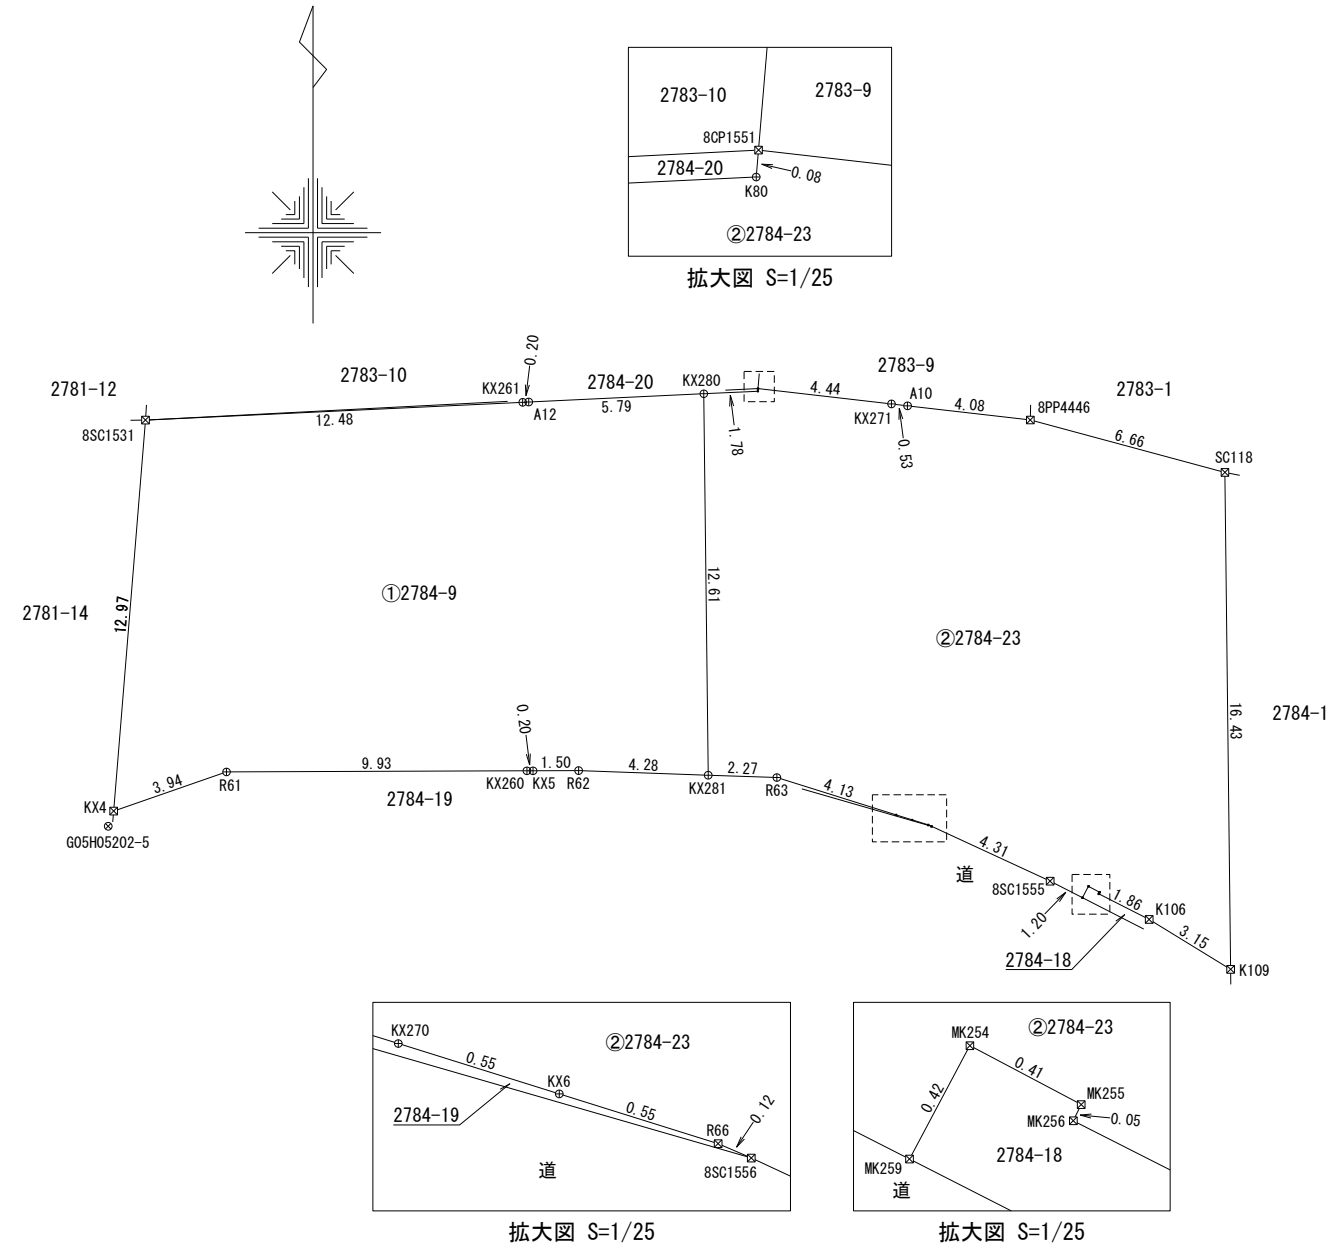 2783-10
2783-9
8CP1551
2784-20
0.08
K80
②2784-23
拡大図 S=1/25
2781-12
2783-10
0.20
KX261
2784-20
KX280
2783-9
2783-1
8SC1531
12.48
A12
5.79
1.78
4.44
KX271
A10
0.53
4.08
8PP4446
6.66
SC118
①2784-9
12.61
②2784-23
2781-14
12.97
16.43
2784-1
0.20
KX4
3.94
R61
9.93
KX260
KX5
1.50
R62
4.28
KX281
2.27
R63
4.13
2784-19
G05H05202-5
4.31
道
8SC1555
1.20
1.86
K106
2784-18
3.15
K109
KX270
②2784-23
0.55
KX6
0.55
0.12
2784-19
R66
8SC1556
道
拡大図 S=1/25
MK254
②2784-23
0.41
0.42
MK255
MK256
0.05
2784-18
MK259
道
拡大図 S=1/25